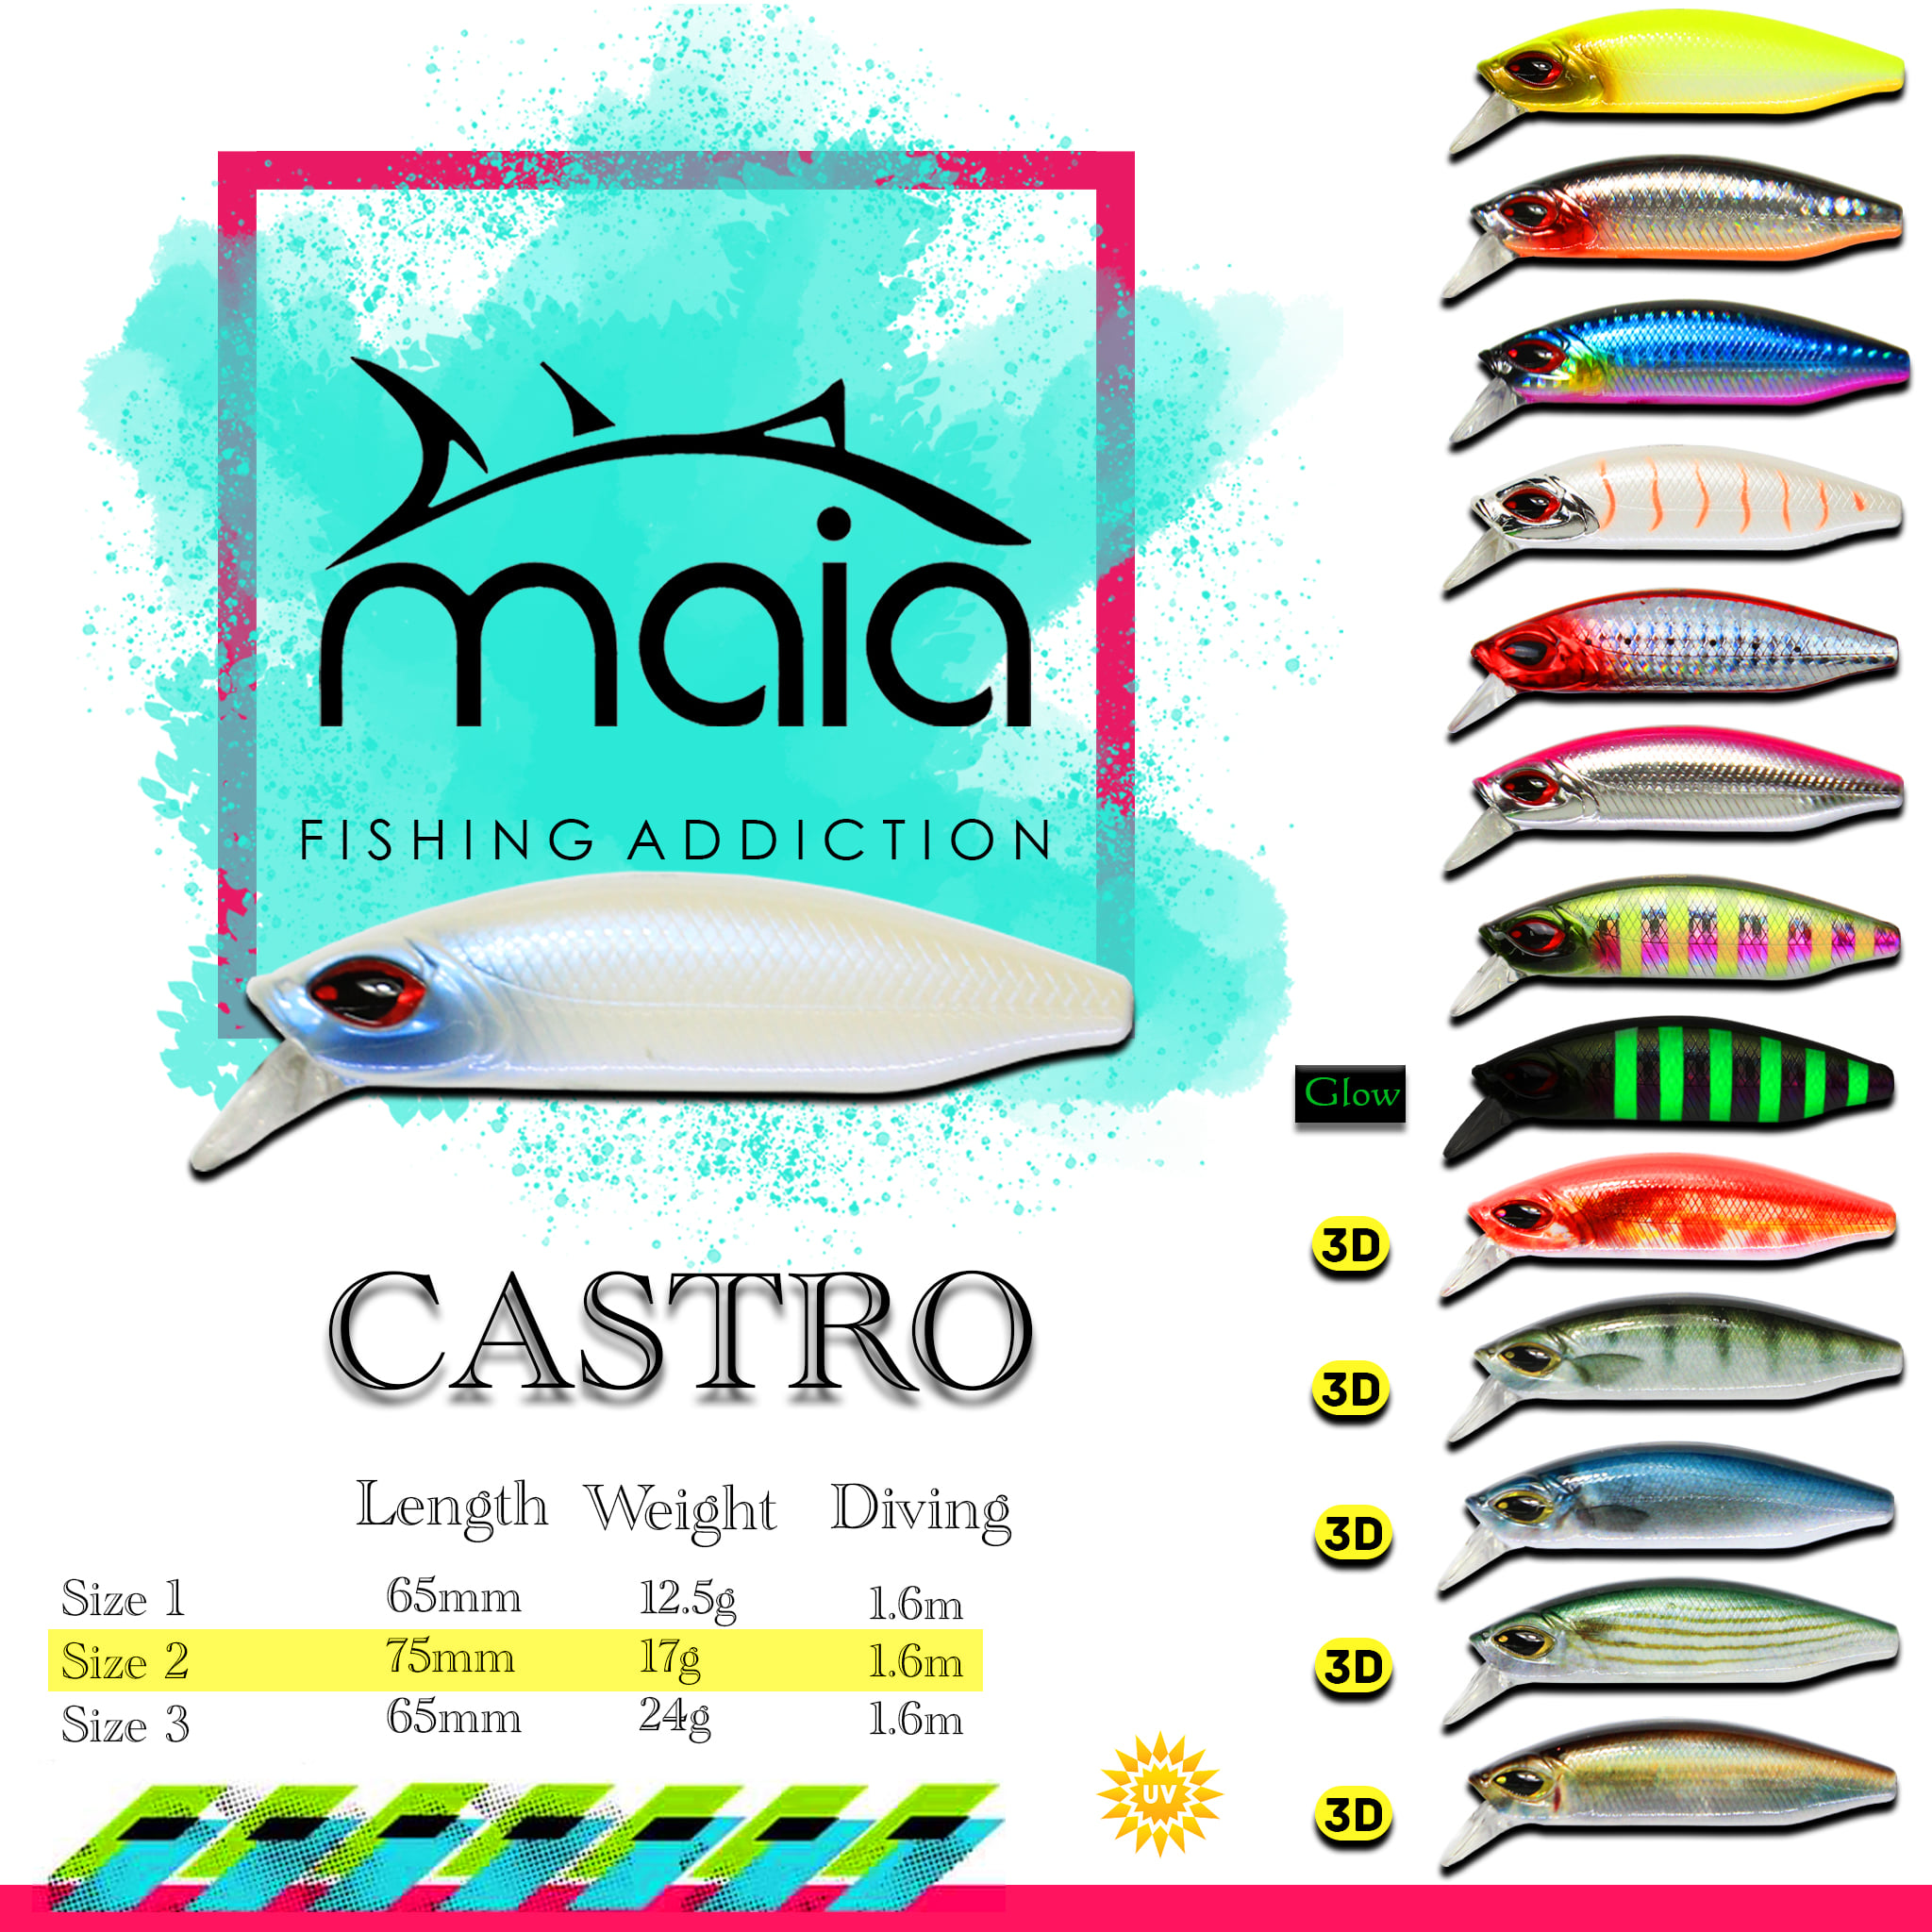 maia
FISHING ADDICTION
CASTRO
Length Weight Diving
Size 1 65mm 12.5g 1.6m
Size 2 75mm 17g 1.6m
Size 3 65mm 24g 1.6m
UV
Glow
3D
3D
3D
3D
3D